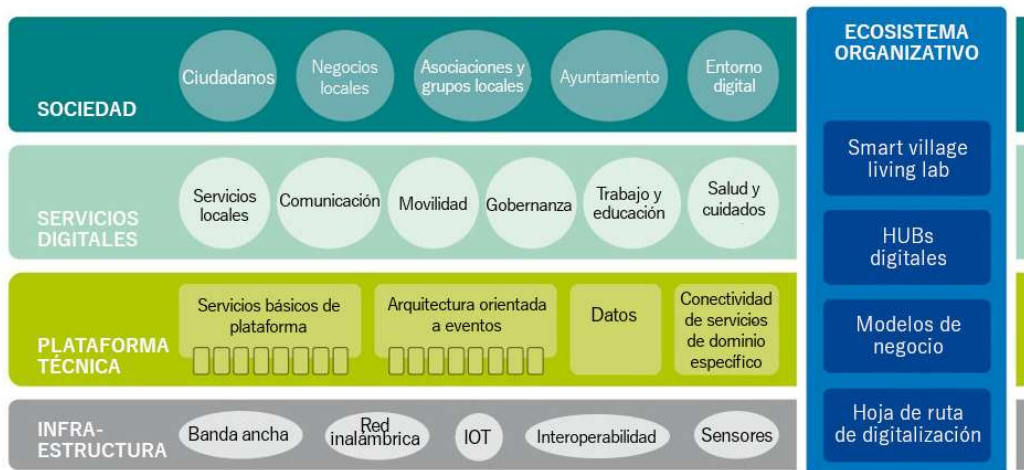 SOCIEDAD
Ciudadanos
Negocios
locales
Asociaciones y
grupos locales
Ayuntamiento
Entorno
digital
SERVICIOS
DIGITALES
Servicios
locales
Comunicación
Movilidad
Gobernanza
Trabajo y
educación
Salud y
cuidados
PLATAFORMA
TÉCNICA
Servicios básicos de
plataforma
Arquitectura orientada
a eventos
Datos
Conectividad
de servicios
de dominio
específico
INFRA-
ESTRUCTURA
Banda ancha
Red
inalámbrica
IOT
Interoperabilidad
Sensores
ECOSISTEMA
ORGANIZATIVO
Smart village
living lab
HUBs
digitales
Modelos de
negocio
Hoja de ruta
de digitalización